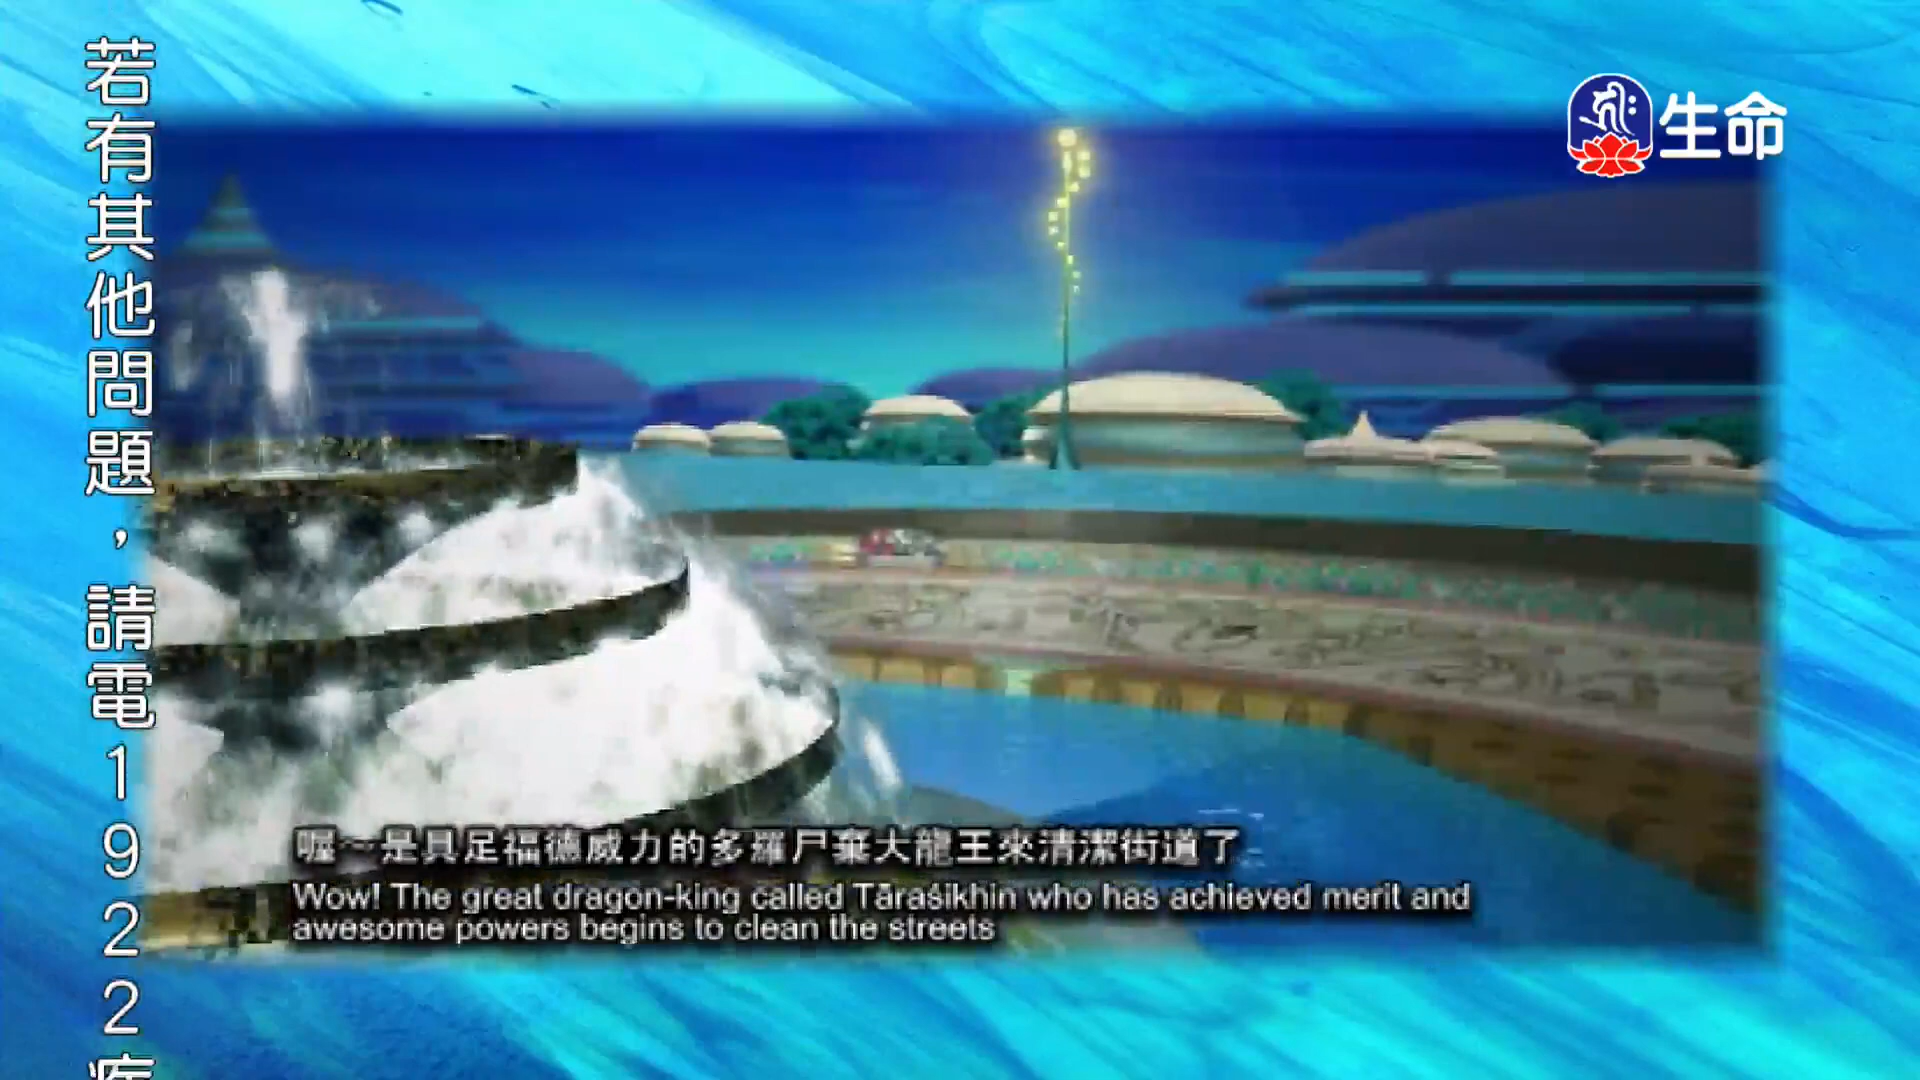 若有其他問題，請電1922疾
生命
喔～是具足福德威力的多羅尸棄大龍王來清潔街道了
Wow! The great dragon-king called Tāraśikhin who has achieved merit and
awesome powers begins to clean the streets